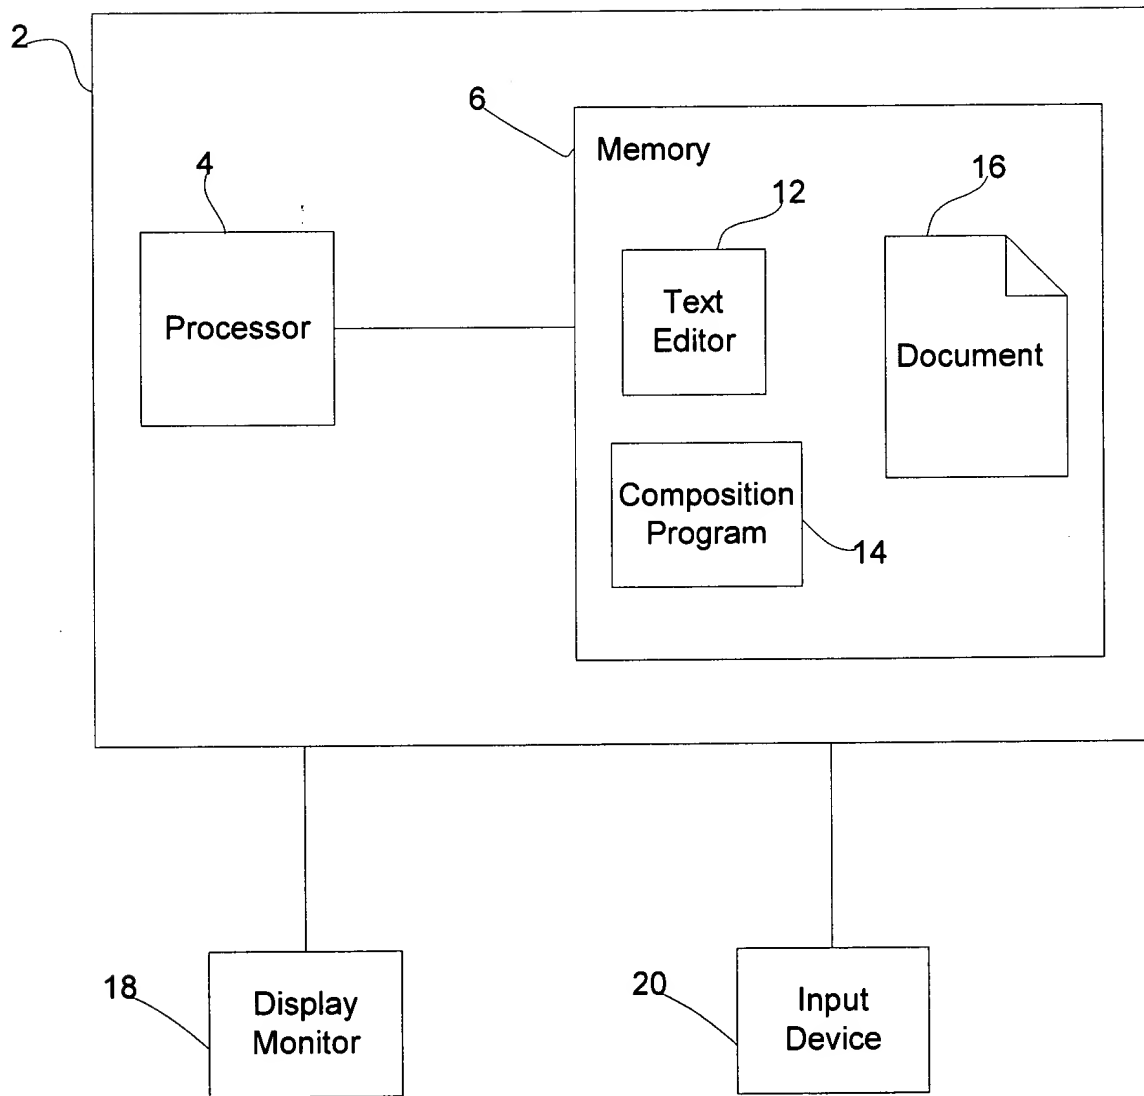 2
6
Memory
4
12
16
Processor
Text
Editor
Document
Composition
Program
14
18
Display
Monitor
20
Input
Device